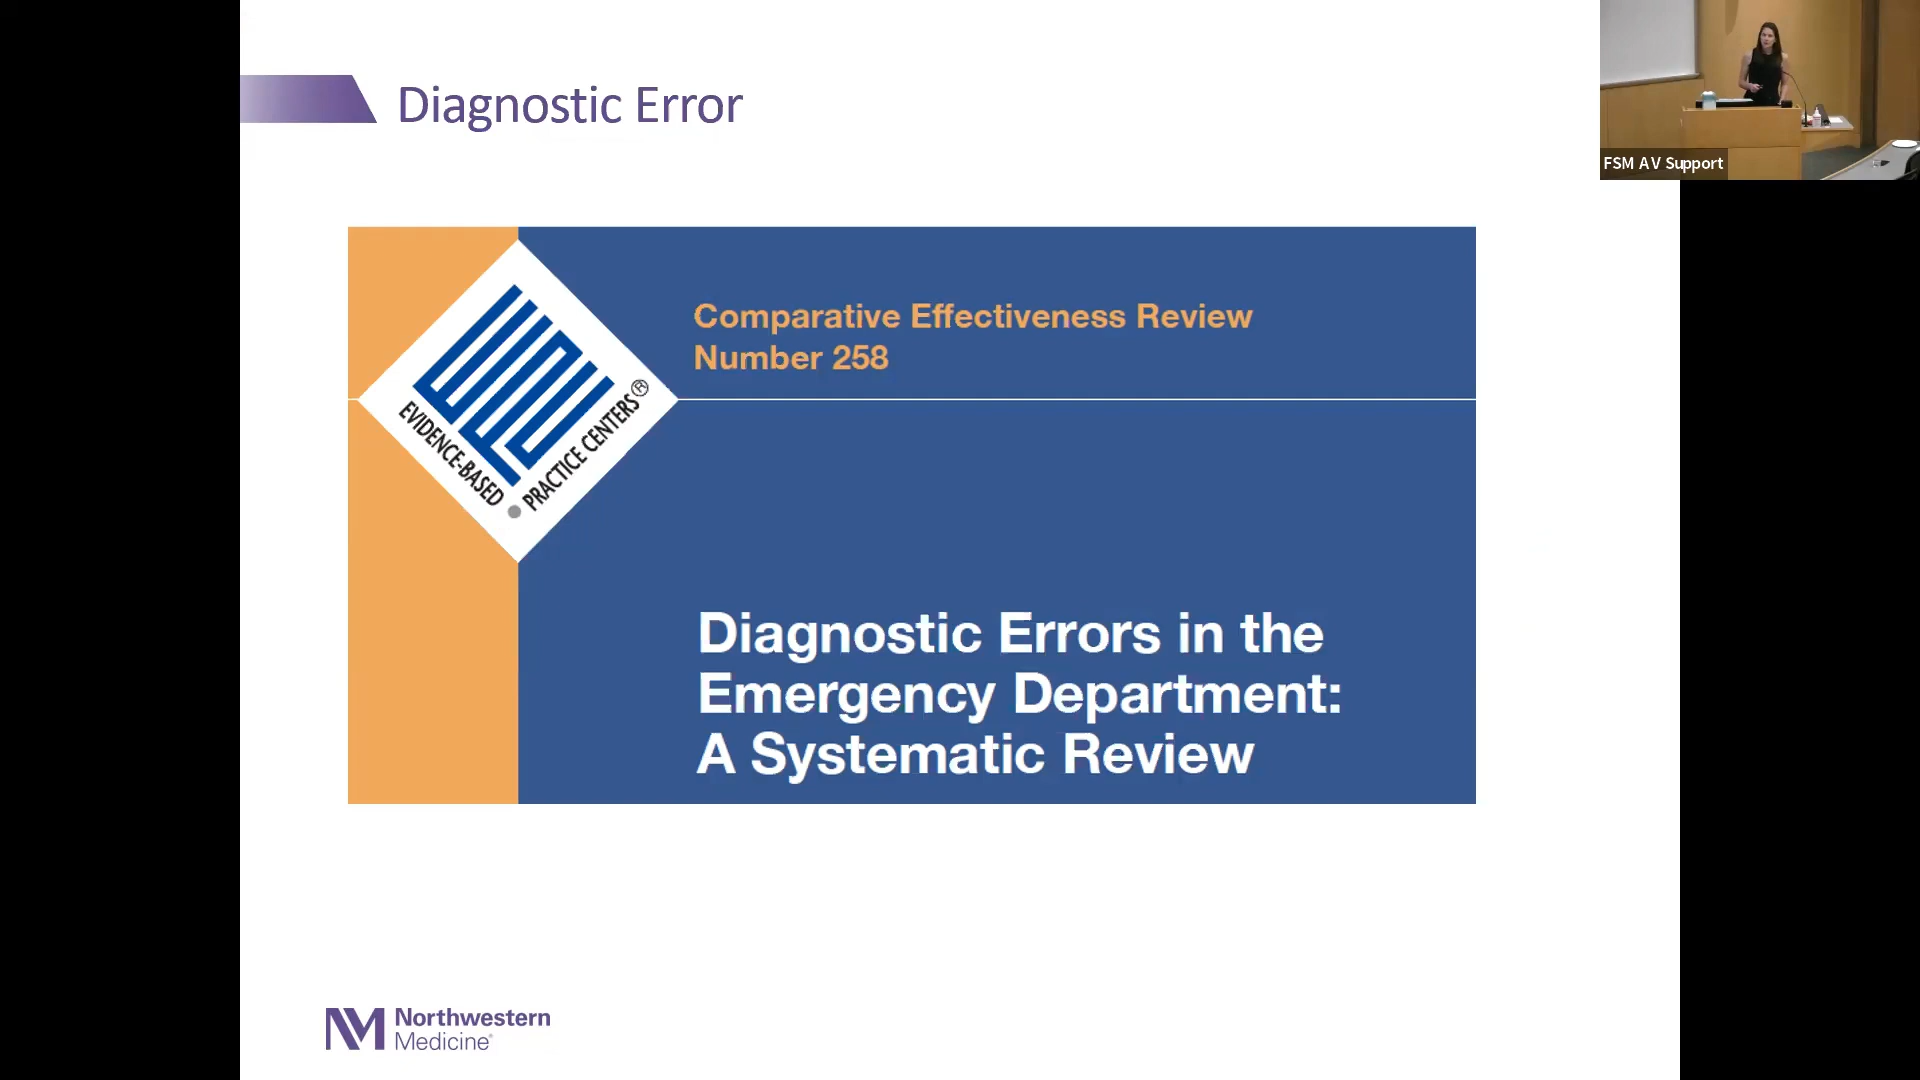 Diagnostic Error
FSM AV Support
Comparative Effectiveness Review
Number 258
EVIDENCE-BASED
PRACTICE CENTERS®
Diagnostic Errors in the
Emergency Department:
A Systematic Review
NM Northwestern
Medicine®